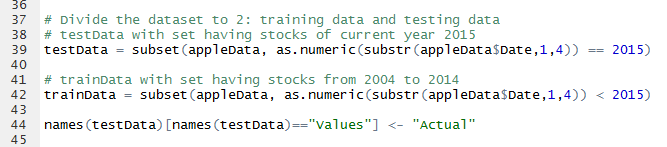 36
37 # Divide the dataset to 2: training data and testing data
38 # testData with set having stocks of current year 2015
39 testData = subset(appleData, as.numeric(substr(appleData$Date,1,4)) == 2015)
40
41 # trainData with set having stocks from 2004 to 2014
42 trainData = subset(appleData, as.numeric(substr(appleData$Date,1,4)) < 2015)
43
44 names(testData)[names(testData)=="Values"] <- "Actual"
45